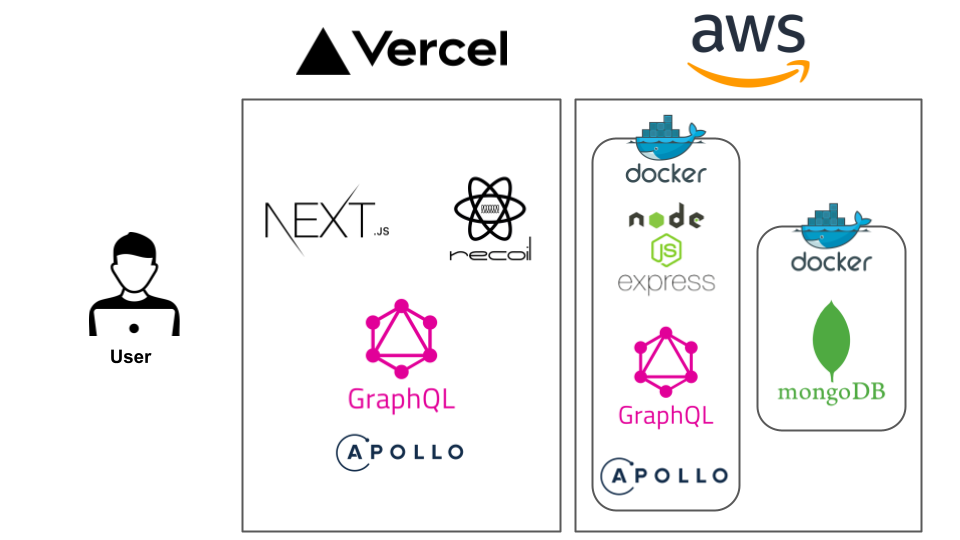 Vercel
aws
NEXT.JS
recoil
GraphQL
APOLLO
User
docker
node
JS
express
GraphQL
APOLLO
docker
mongoDB